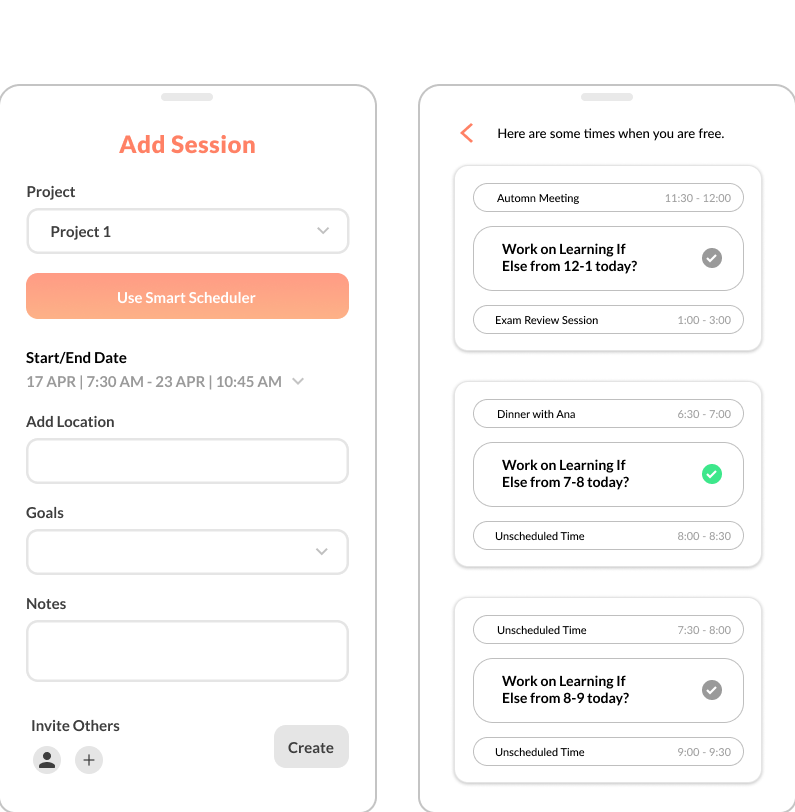 Add Session
Project
Project 1
Use Smart Scheduler
Start/End Date
17 APR | 7:30 AM - 23 APR | 10:45 AM
Add Location
Goals
Notes
Invite Others
Create
Here are some times when you are free.
Automn Meeting 11:30 - 12:00
Work on Learning If
Else from 12-1 today?
Exam Review Session 1:00 - 3:00
Dinner with Ana 6:30 - 7:00
Work on Learning If
Else from 7-8 today?
Unscheduled Time 8:00 - 8:30
Unscheduled Time 7:30 - 8:00
Work on Learning If
Else from 8-9 today?
Unscheduled Time 9:00 - 9:30